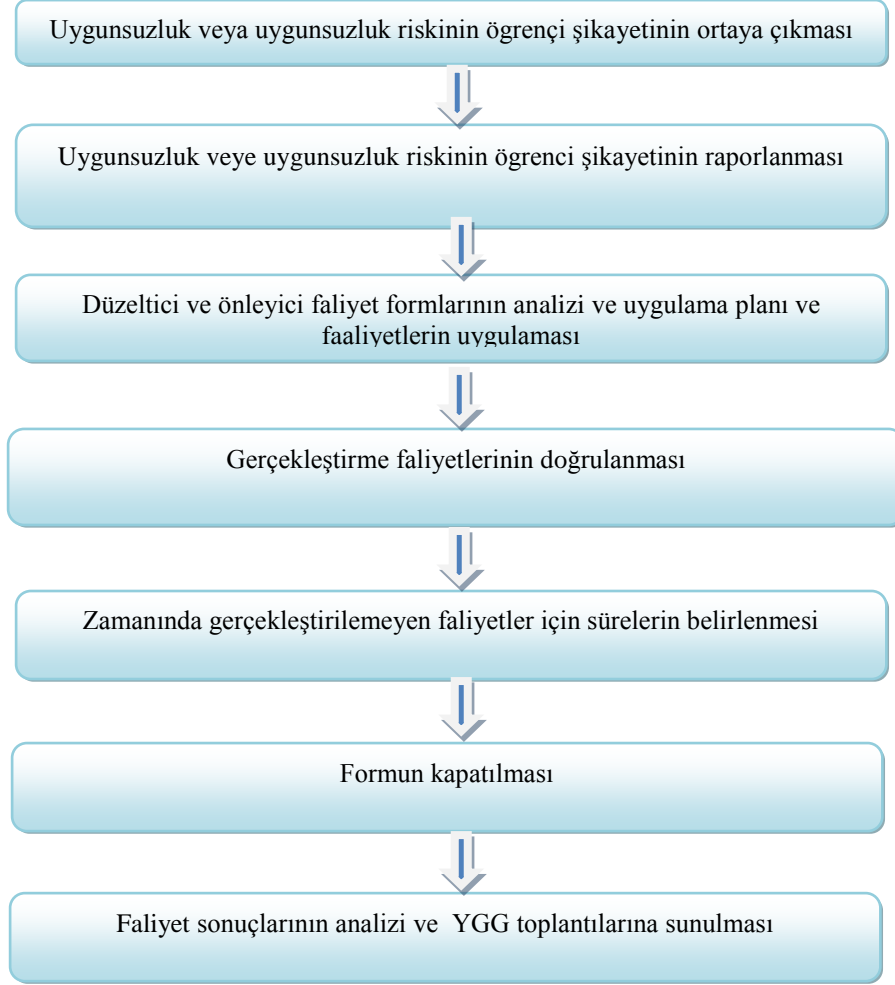 Uygunsuzluk veya uygunsuzluk riskinin ögrençi şikayetinin ortaya çıkması
Uygunsuzluk veye uygunsuzluk riskinin ögrenci şikayetinin raporlanması
Düzeltici ve önleyici faliyet formlarının analizi ve uygulama planı ve
faaliyetlerin uygulaması
Gerçekleştirme faliyetlerinin doğrulanması
Zamanında gerçekleştirilemeyen faliyetler için sürelerin belirlenmesi
Formun kapatılması
Faliyet sonuçlarının analizi ve YGG toplantılarına sunulması